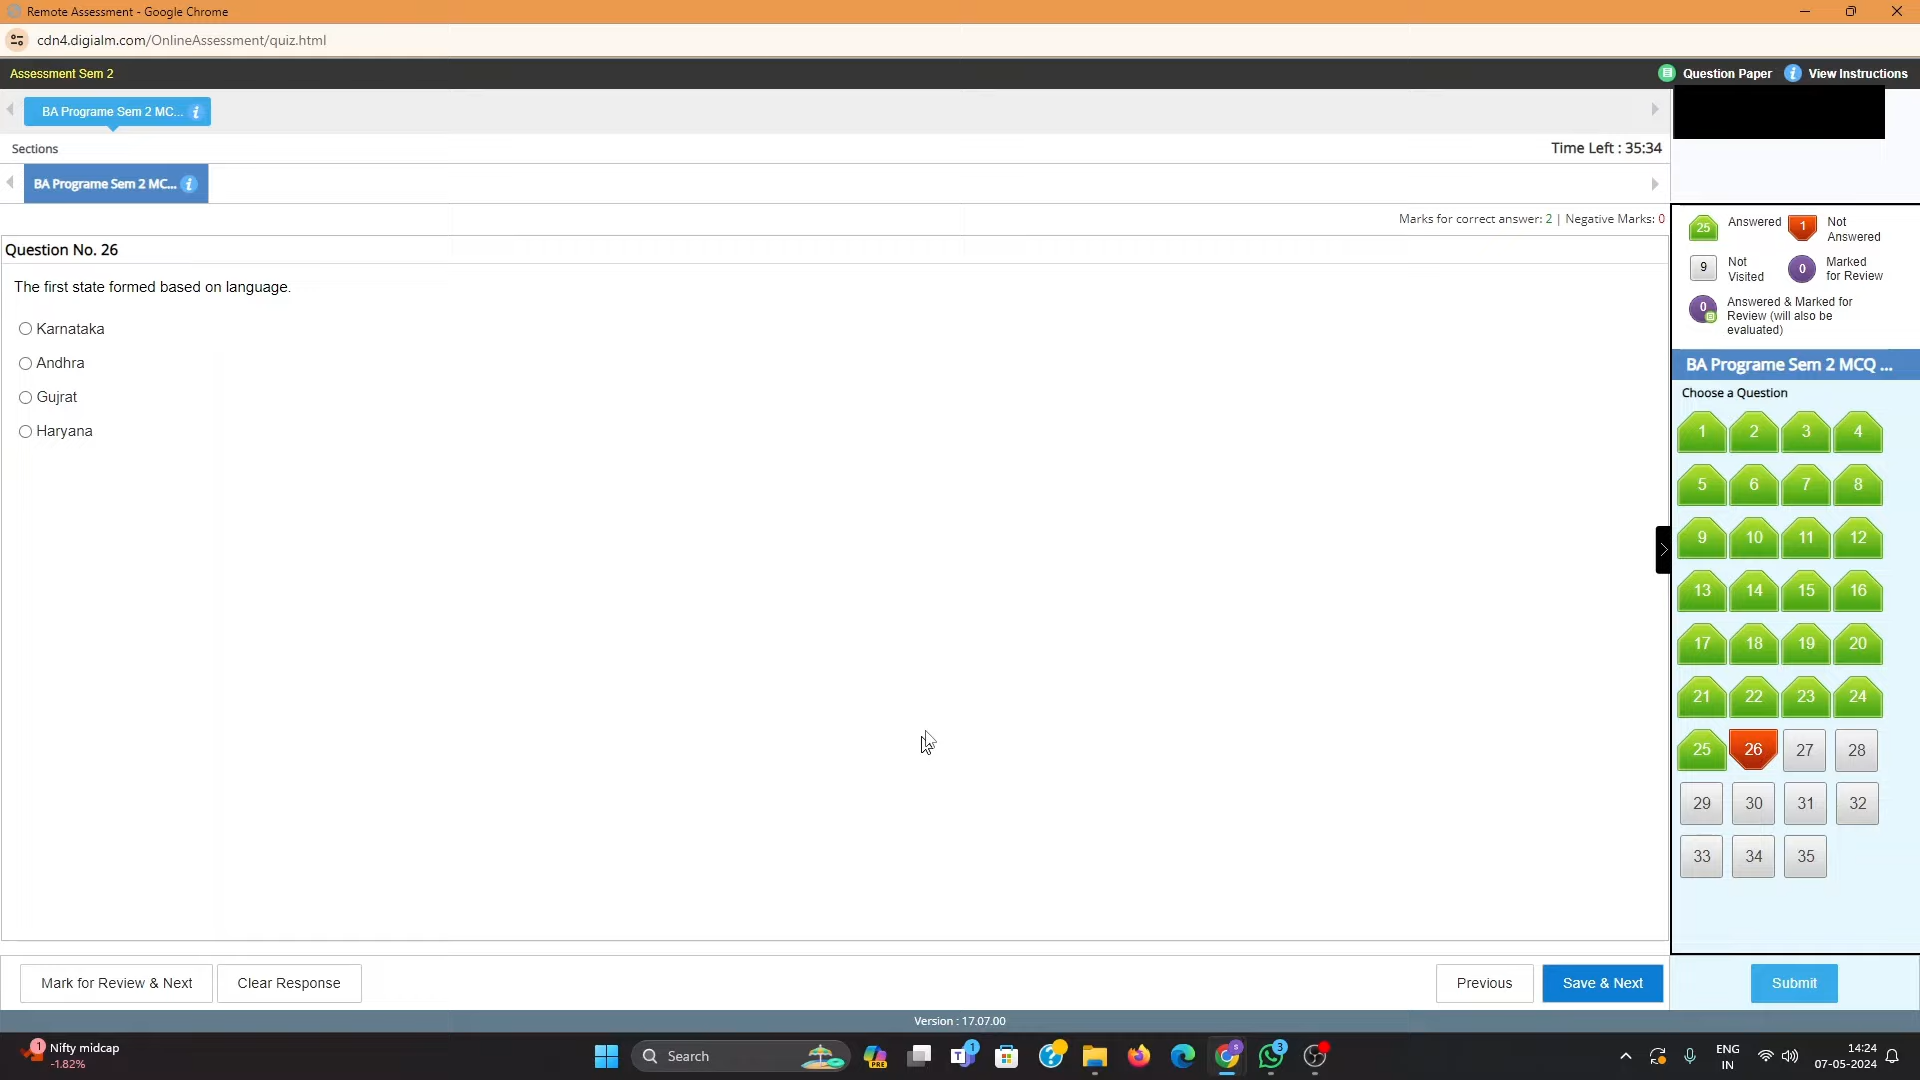 Remote Assessment - Google Chrome
cdn4.digialm.com/OnlineAssessment/quiz.html
Assessment Sem 2
Question Paper
View Instructions
BA Programe Sem 2 MC...
Sections
Time Left : 35:34
BA Programe Sem 2 MC...
Marks for correct answer: 2 | Negative Marks: 0
Question No. 26
The first state formed based on language.
Karnataka
Andhra
Gujrat
Haryana
25 Answered
1 Not Answered
9 Not Visited
0 Marked for Review
0 Answered & Marked for Review (will also be evaluated)
BA Programe Sem 2 MCQ ...
Choose a Question
1 2 3 4
5 6 7 8
9 10 11 12
13 14 15 16
17 18 19 20
21 22 23 24
25 26 27 28
29 30 31 32
33 34 35
Mark for Review & Next
Clear Response
Previous
Save & Next
Submit
Version : 17.07.00
1
Nifty midcap
-1.82%
Search
PRE
1
3
ENG
IN
14:24
07-05-2024